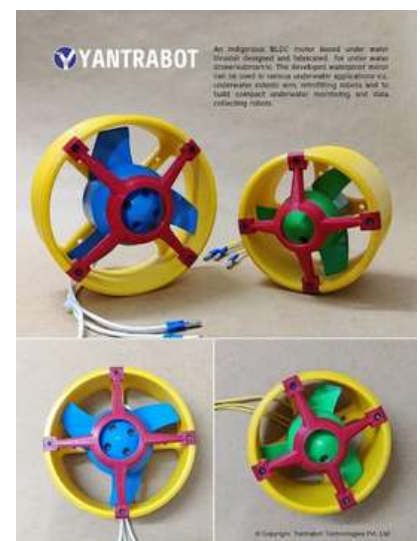 YANTRABOT
An indigenous BLDC motor based under water
thruster designed and fabricated for under water
drone/submarine. The developed waterproof motor
can be used in various underwater applications viz.
underwater robotic arm, retrofitting robots and to
build compact underwater monitoring and data
collecting robots.
© Copyright: Yantrabot Technologies Pvt. Ltd